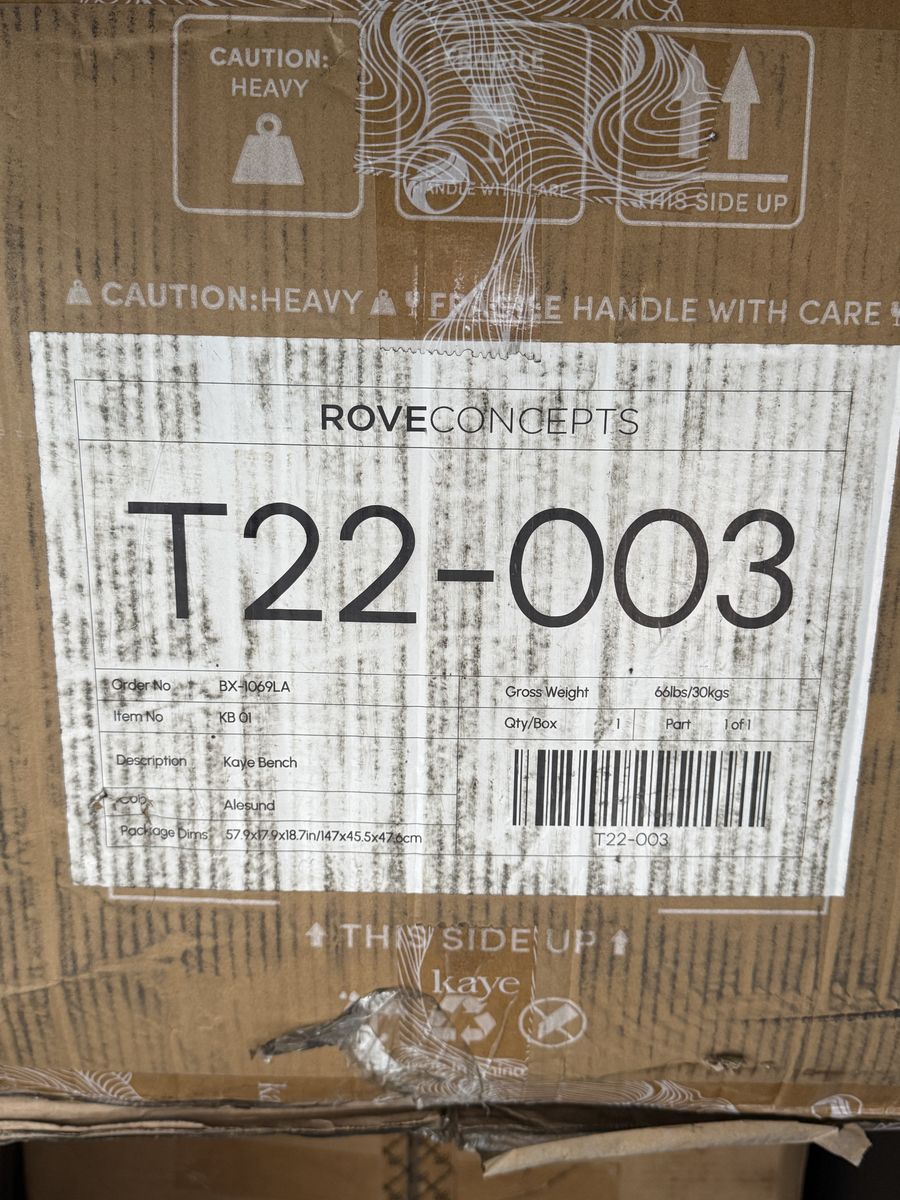 CAUTION:
HEAVY
HANDLE WITH CARE
THIS SIDE UP
CAUTION:HEAVY FRAGILE HANDLE WITH CARE
ROVECONCEPTS
T22-003
Order No BX-1069LA
Gross Weight 66lbs/30kgs
Item No KB 01
Qty/Box 1 Part 1 of 1
Description Kaye Bench
Alesund
Package Dims 57.9x17.9x18.7in/147x45.5x47.6cm
T22-003
THIS SIDE UP
kaye